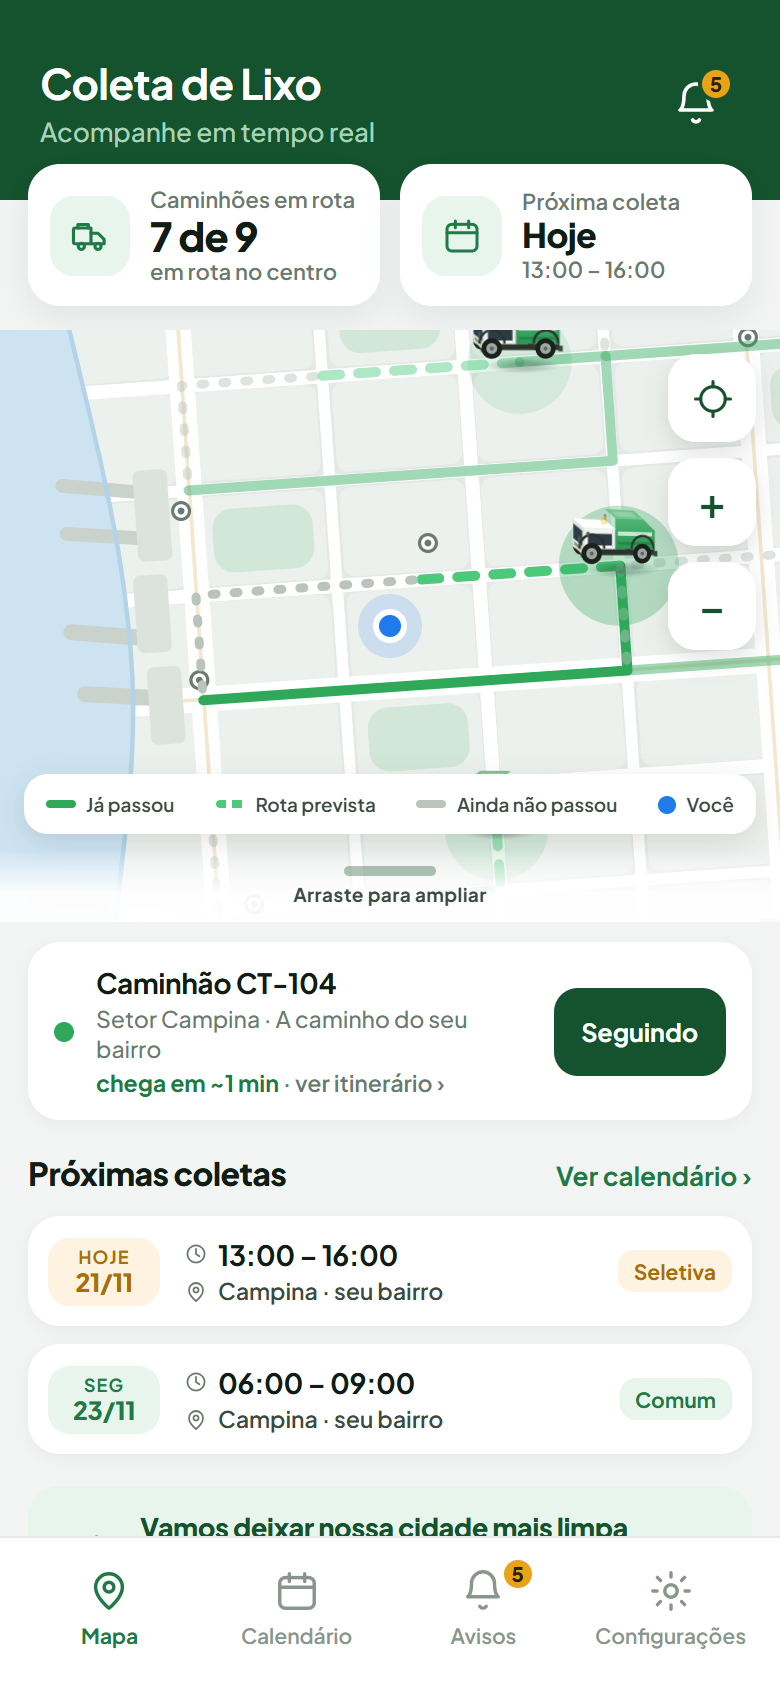 Coleta de Lixo
Acompanhe em tempo real
5
Caminhões em rota
7 de 9
em rota no centro
Próxima coleta
Hoje
13:00 – 16:00
+
−
Já passou
Rota prevista
Ainda não passou
Você
Arraste para ampliar
Caminhão CT-104
Setor Campina · A caminho do seu
bairro
chega em ~1 min · ver itinerário ›
Seguindo
Próximas coletas
Ver calendário ›
HOJE
21/11
13:00 – 16:00
Campina · seu bairro
Seletiva
SEG
23/11
06:00 – 09:00
Campina · seu bairro
Comum
Vamos deixar nossa cidade mais limpa
Mapa
Calendário
5
Avisos
Configurações